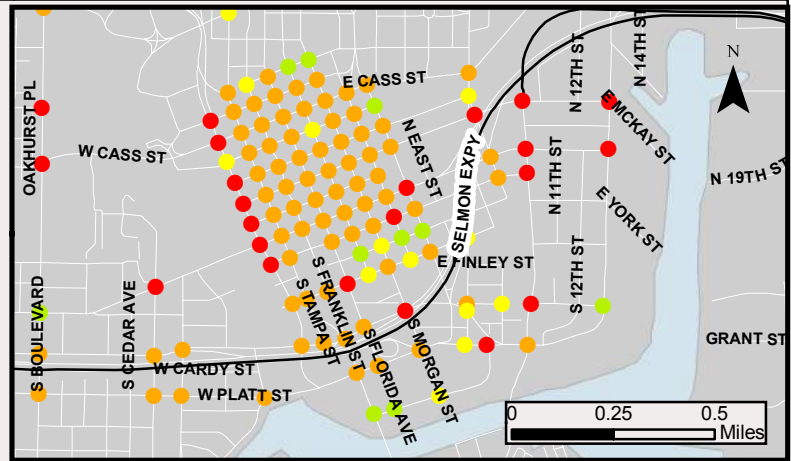 N 14TH ST
N
N 12TH ST
E CASS ST
OAKHURST PL
E MCKAY ST
W CASS ST
N EAST ST
N 11TH ST
N 19TH ST
SELMON EXPY
E YORK ST
E FINLEY ST
S 12TH ST
S BOULEVARD
S CEDAR AVE
S TAMPA ST
S FRANKLIN ST
S FLORIDA AVE
S MORGAN ST
GRANT ST
W CARDY ST
W PLATT ST
0 0.25 0.5
Miles